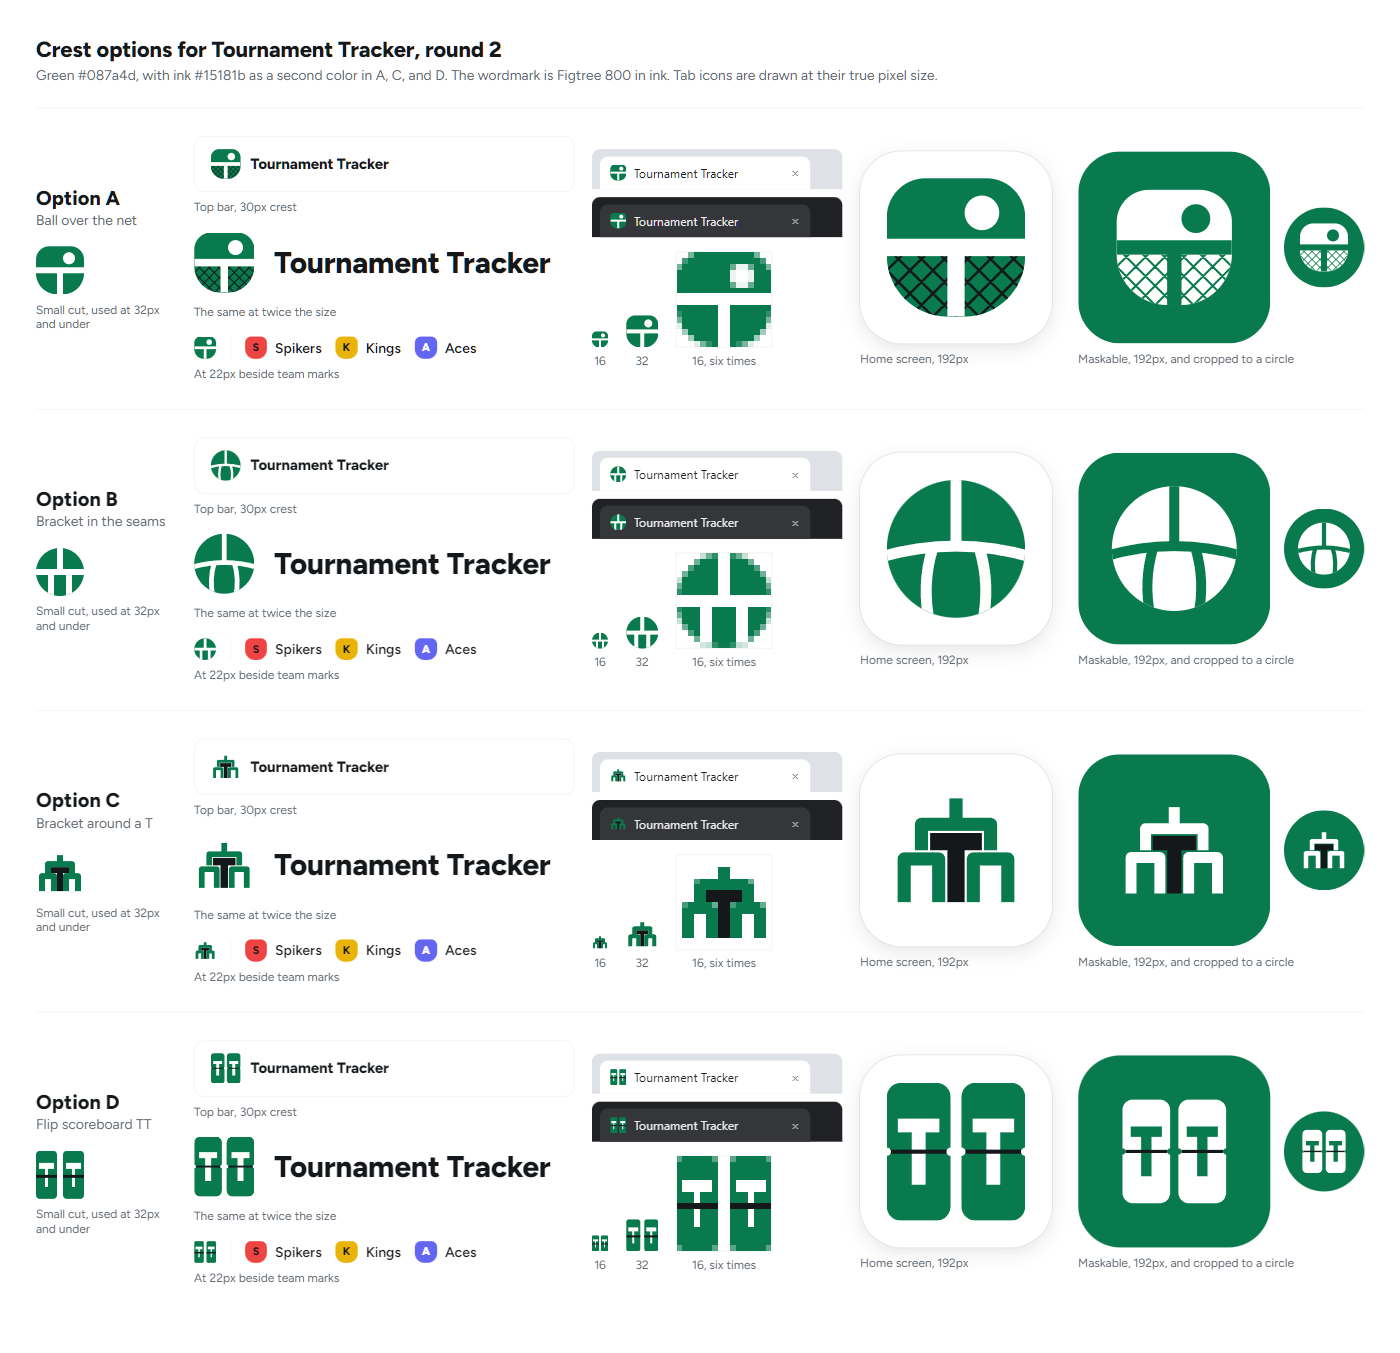 Crest options for Tournament Tracker, round 2
Green #087a4d, with ink #15181b as a second color in A, C, and D. The wordmark is Figtree 800 in ink. Tab icons are drawn at their true pixel size.
Option A
Ball over the net
Small cut, used at 32px
and under
Tournament Tracker
Top bar, 30px crest
Tournament Tracker
The same at twice the size
S Spikers K Kings A Aces
At 22px beside team marks
Tournament Tracker ×
Tournament Tracker ×
16 32 16, six times
Home screen, 192px
Maskable, 192px, and cropped to a circle
Option B
Bracket in the seams
Small cut, used at 32px
and under
Tournament Tracker
Top bar, 30px crest
Tournament Tracker
The same at twice the size
S Spikers K Kings A Aces
At 22px beside team marks
Tournament Tracker ×
Tournament Tracker ×
16 32 16, six times
Home screen, 192px
Maskable, 192px, and cropped to a circle
Option C
Bracket around a T
Small cut, used at 32px
and under
Tournament Tracker
Top bar, 30px crest
T Tournament Tracker
The same at twice the size
S Spikers K Kings A Aces
At 22px beside team marks
Tournament Tracker ×
Tournament Tracker ×
16 32 16, six times
T
Home screen, 192px
T
Maskable, 192px, and cropped to a circle
Option D
Flip scoreboard TT
TT
Small cut, used at 32px
and under
TT Tournament Tracker
Top bar, 30px crest
TT Tournament Tracker
The same at twice the size
TT S Spikers K Kings A Aces
At 22px beside team marks
TT Tournament Tracker ×
TT Tournament Tracker ×
TT
16 32 16, six times
TT
Home screen, 192px
TT TT
Maskable, 192px, and cropped to a circle